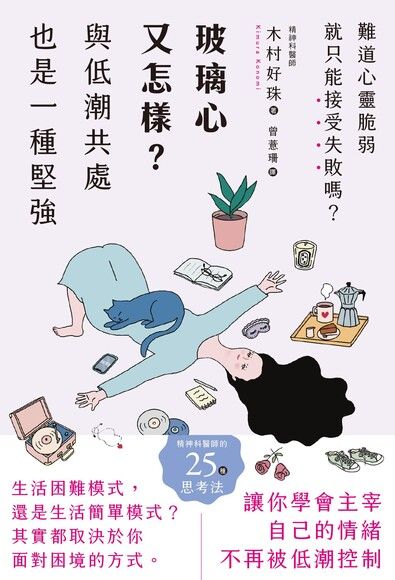 難道心靈脆弱
就只能接受失敗嗎？
精神科醫師
木村好珠 著
Kimura Konomi
曾薏珊 譯
玻璃心
又怎樣？
與低潮共處
也是一種堅強
精神科醫師的
25種
思考法
生活困難模式，
還是生活簡單模式？
其實都取決於你
面對困境的方式。
讓你學會主宰
自己的情緒
不再被低潮控制